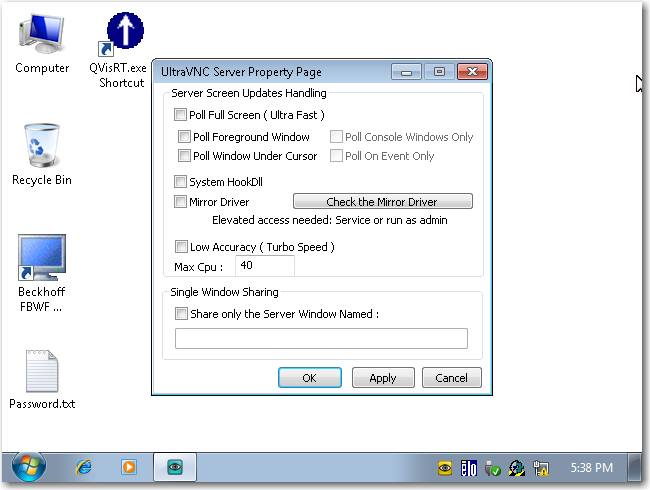 Computer
QVisRT.exe
Shortcut
Recycle Bin
Beckhoff
FBWF ...
Password.txt
UltraVNC Server Property Page
Server Screen Updates Handling
Poll Full Screen ( Ultra Fast )
Poll Foreground Window
Poll Console Windows Only
Poll Window Under Cursor
Poll On Event Only
System HookDll
Mirror Driver
Check the Mirror Driver
Elevated access needed: Service or run as admin
Low Accuracy ( Turbo Speed )
Max Cpu : 40
Single Window Sharing
Share only the Server Window Named :
OK Apply Cancel
elo
5:38 PM